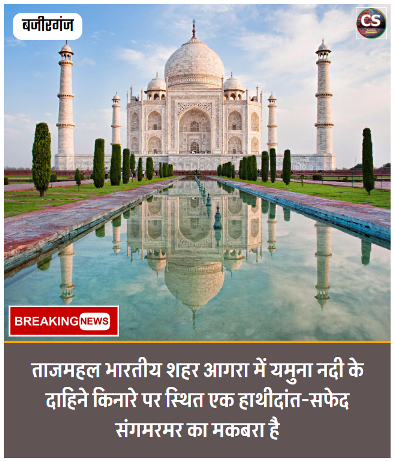 बजीरगंज
CS
BREAKING NEWS
ताजमहल भारतीय शहर आगरा में यमुना नदी के
दाहिने किनारे पर स्थित एक हाथीदांत-सफेद
संगमरमर का मकबरा है